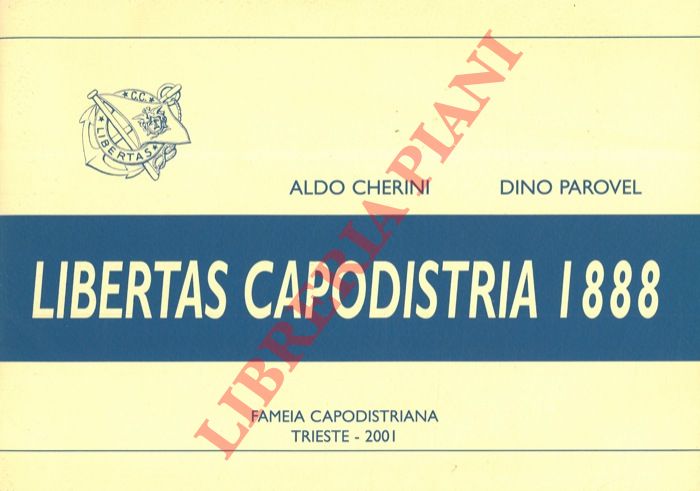 C.C.
LIBERTAS
ALDO CHERINI DINO PAROVEL
LIBERTAS CAPODISTRIA 1888
FAMEIA CAPODISTRIANA
TRIESTE - 2001
LIBRERIA PIANI